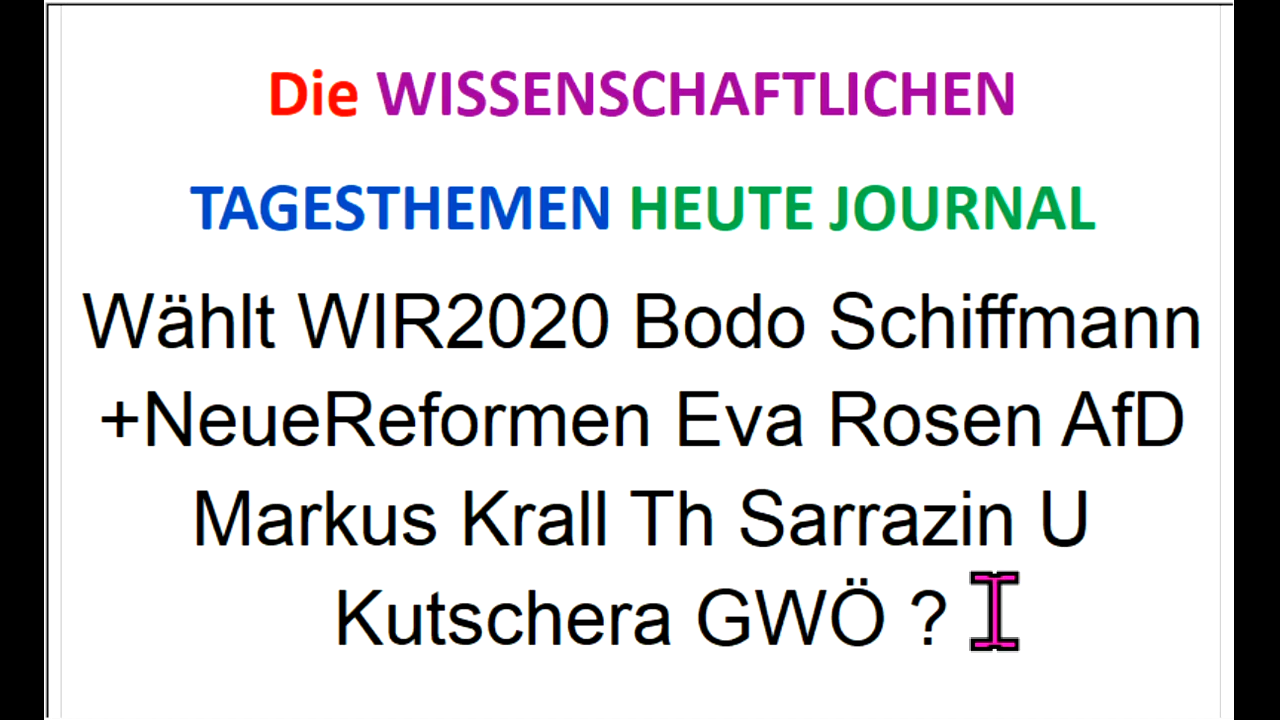 Die WISSENSCHAFTLICHEN
TAGESTHEMEN HEUTE JOURNAL
Wählt WIR2020 Bodo Schiffmann
+NeueReformen Eva Rosen AfD
Markus Krall Th Sarrazin U
Kutschera GWÖ ?